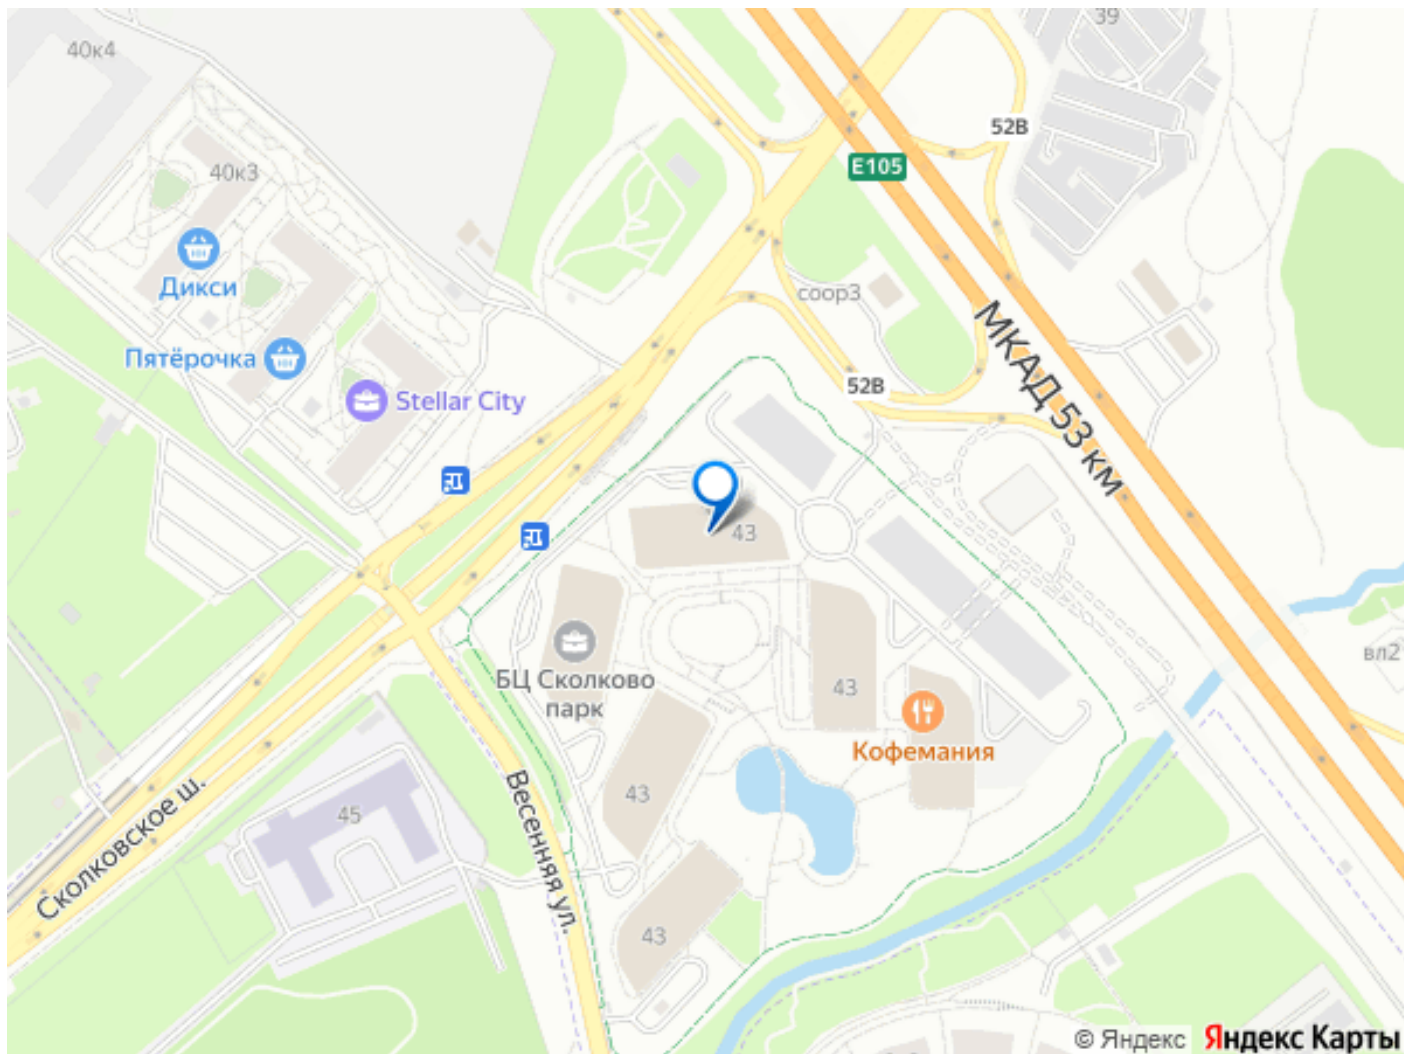 39
40к4
52В
E105
40к3
Дикси
соор3
МКАД 53 км
Пятёрочка
52В
Stellar City
43
вл2
БЦ Сколково
парк
43
Кофемания
43
45
Сколковское ш.
Весенняя ул.
43
© Яндекс Яндекс Карты